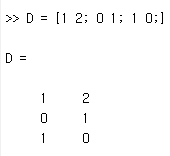 >> D = [1 2; 0 1; 1 0;]
D =
1 2
0 1
1 0